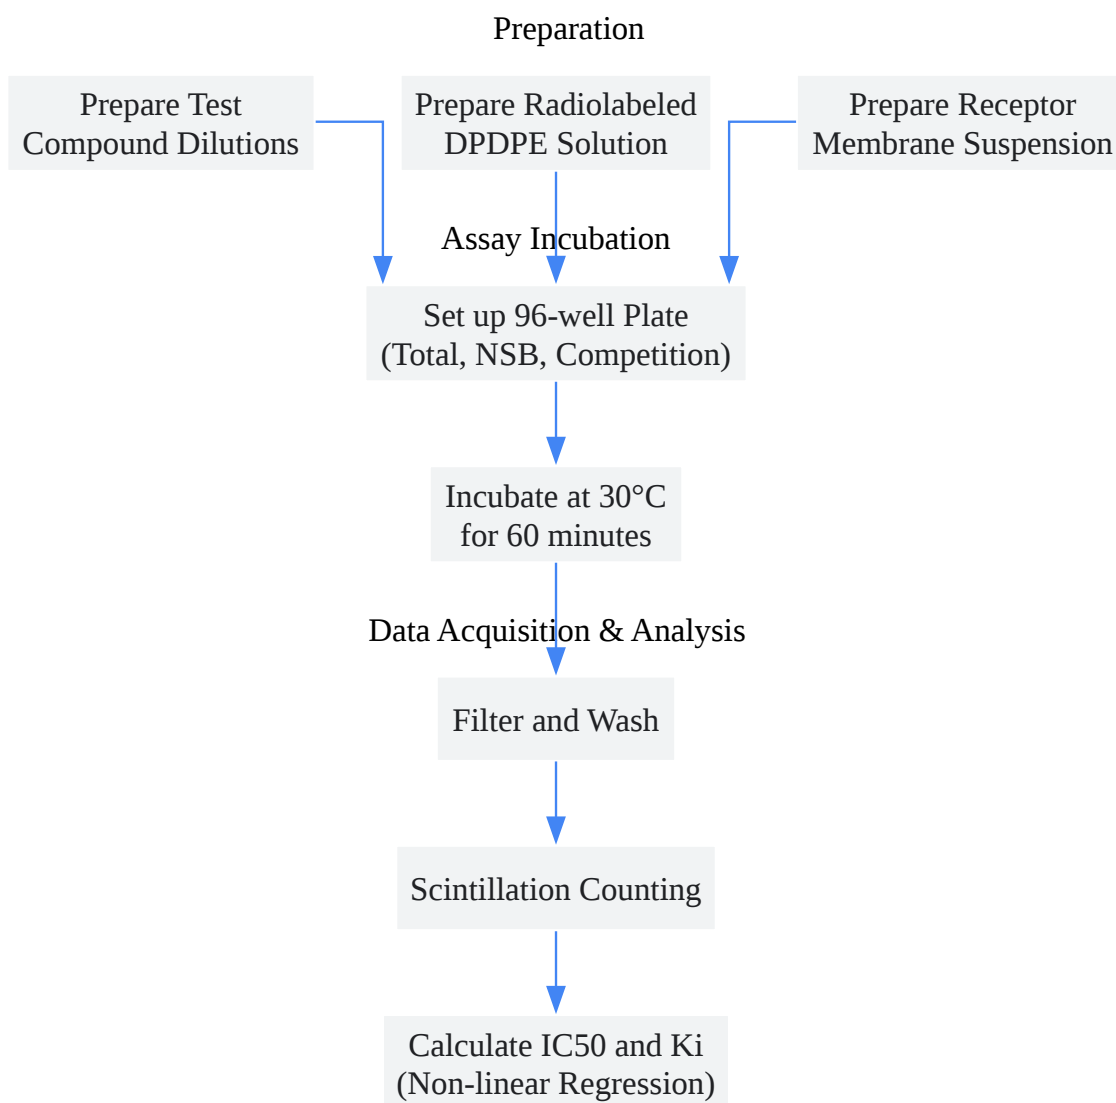 Preparation
Prepare Test
Compound Dilutions
Prepare Radiolabeled
DPDPE Solution
Prepare Receptor
Membrane Suspension
Assay Incubation
Set up 96-well Plate
(Total, NSB, Competition)
Incubate at 30°C
for 60 minutes
Data Acquisition & Analysis
Filter and Wash
Scintillation Counting
Calculate IC50 and Ki
(Non-linear Regression)